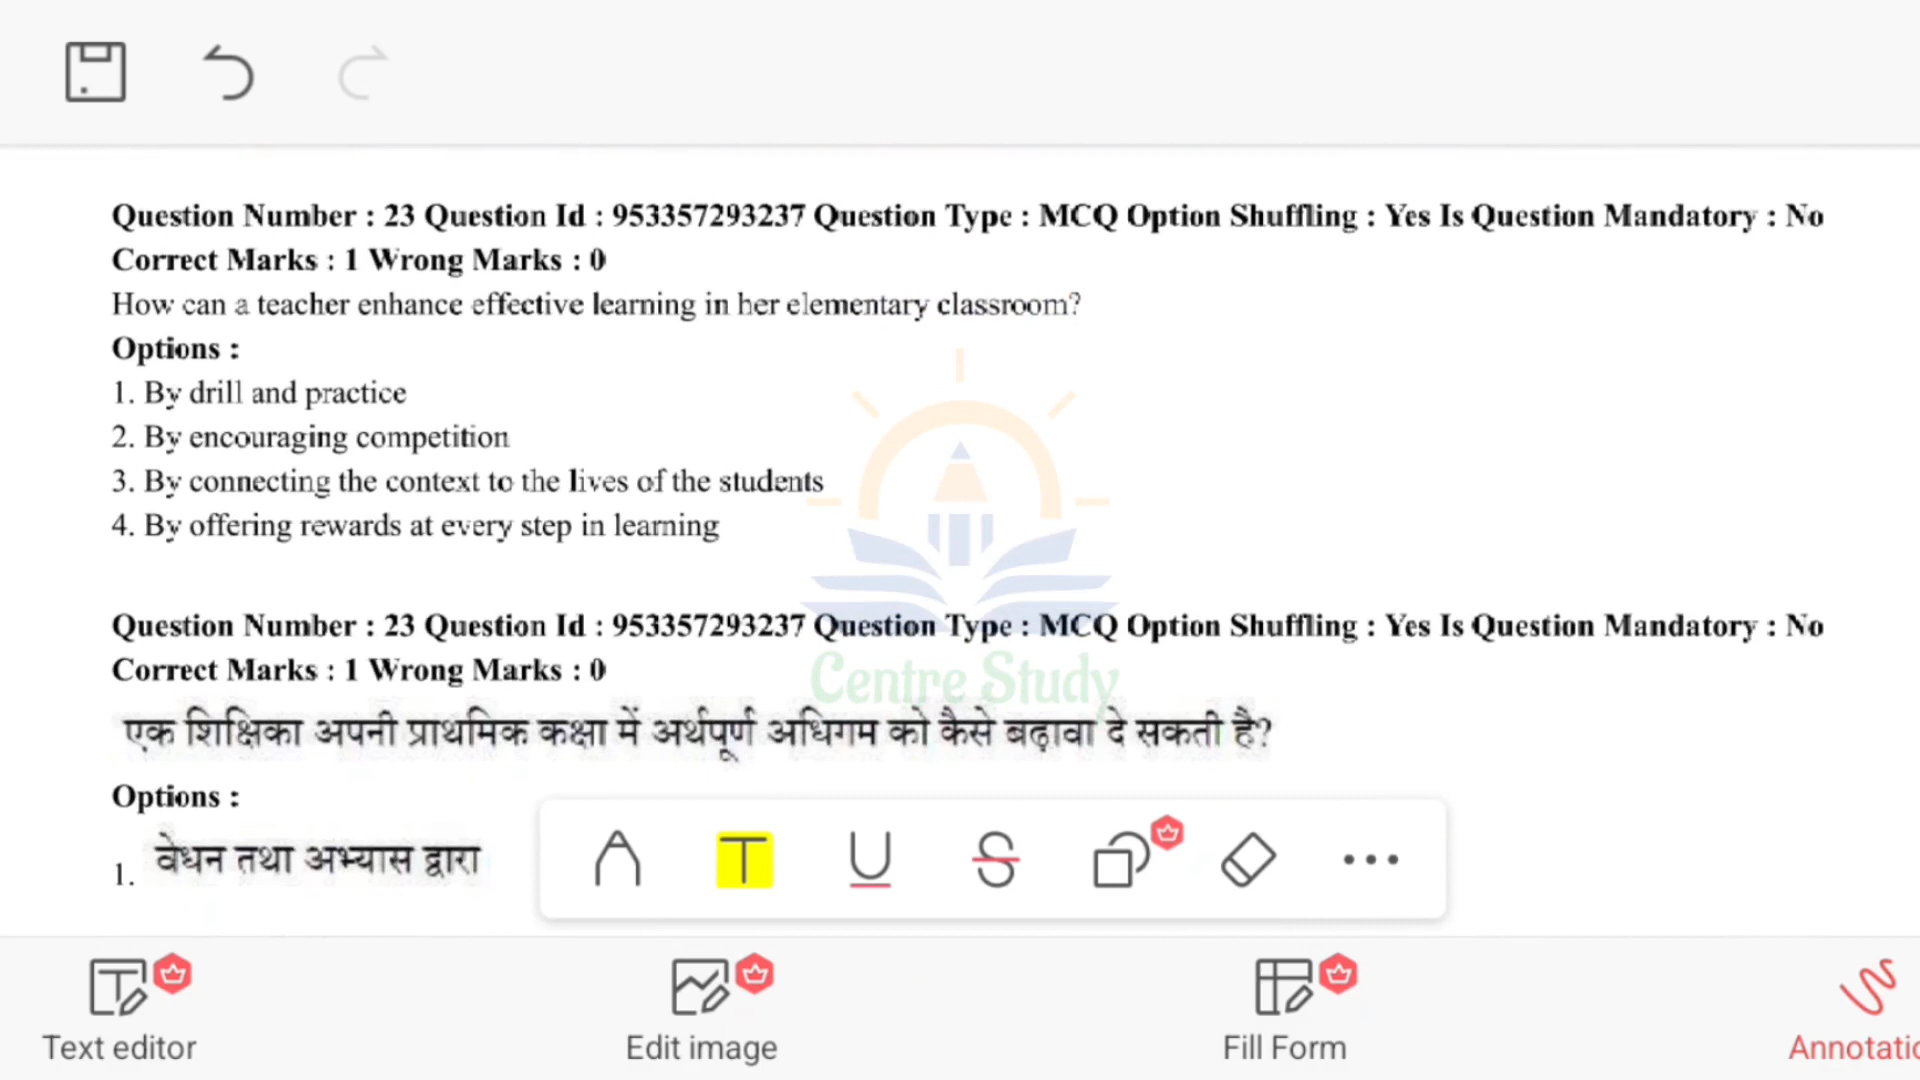 Question Number : 23 Question Id : 953357293237 Question Type : MCQ Option Shuffling : Yes Is Question Mandatory : No
Correct Marks : 1 Wrong Marks : 0
How can a teacher enhance effective learning in her elementary classroom?
Options :
1. By drill and practice
2. By encouraging competition
3. By connecting the context to the lives of the students
4. By offering rewards at every step in learning
Question Number : 23 Question Id : 953357293237 Question Type : MCQ Option Shuffling : Yes Is Question Mandatory : No
Correct Marks : 1 Wrong Marks : 0
Centre Study
एक शिक्षिका अपनी प्राथमिक कक्षा में अर्थपूर्ण अधिगम को कैसे बढ़ावा दे सकती है?
Options :
1. वेधन तथा अभ्यास द्वारा
Text editor Edit image Fill Form Annotatio